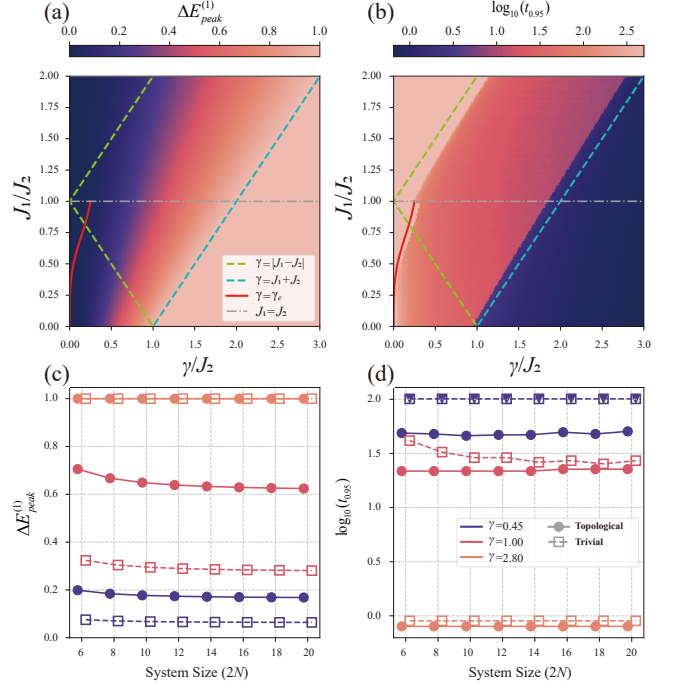 (a)
ΔE_peak^(1)
0.0 0.2 0.4 0.6 0.8 1.0
J₁/J₂
2.00
1.75
1.50
1.25
1.00
0.75
0.50
0.25
0.00
γ=|J₁−J₂|
γ=J₁+J₂
γ=γₑ
J₁=J₂
0.00 0.5 1.0 1.5 2.0 2.5 3.0
γ/J₂
(b)
log₁₀(t₀.₉₅)
0.0 0.5 1.0 1.5 2.0 2.5
J₁/J₂
2.00
1.75
1.50
1.25
1.00
0.75
0.50
0.25
0.00
0.00 0.5 1.0 1.5 2.0 2.5 3.0
γ/J₂
(c)
ΔE_peak^(1)
1.0
0.8
0.6
0.4
0.2
0.0
6 8 10 12 14 16 18 20
System Size (2N)
(d)
log₁₀(t₀.₉₅)
2.0
1.5
1.0
0.5
0.0
γ=0.45 Topological
γ=1.00 Trivial
γ=2.80
6 8 10 12 14 16 18 20
System Size (2N)